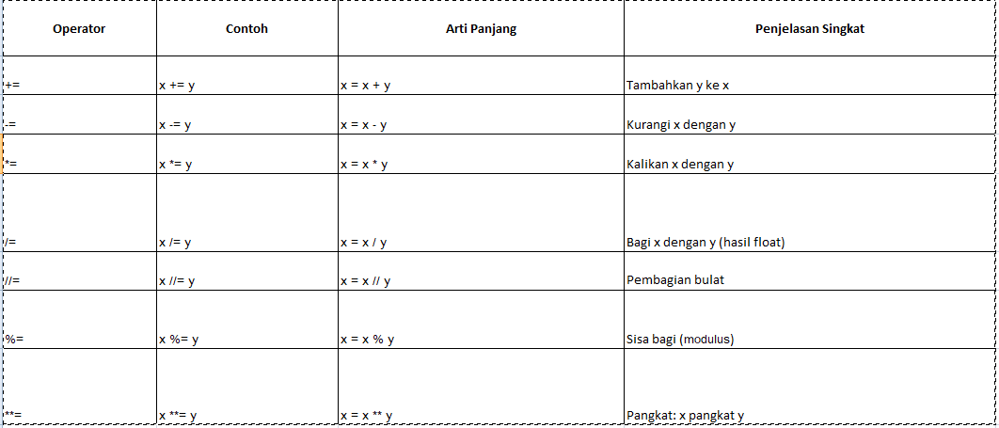 Operator Contoh Arti Panjang Penjelasan Singkat
+= x += y x = x + y Tambahkan y ke x
-= x -= y x = x - y Kurangi x dengan y
*= x *= y x = x * y Kalikan x dengan y
/= x /= y x = x / y Bagi x dengan y (hasil float)
//= x //= y x = x // y Pembagian bulat
%= x %= y x = x % y Sisa bagi (modulus)
**= x **= y x = x ** y Pangkat: x pangkat y